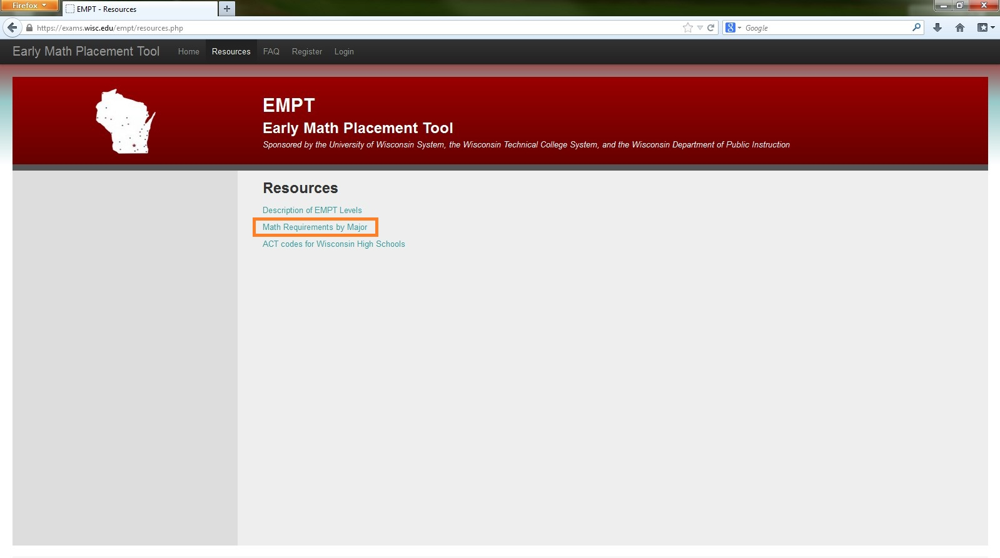 Firefox
EMPT - Resources
https://exams.wisc.edu/empt/resources.php
8
Google
Early Math Placement Tool
Home
Resources
FAQ
Register
Login
EMPT
Early Math Placement Tool
Sponsored by the University of Wisconsin System, the Wisconsin Technical College System, and the Wisconsin Department of Public Instruction
Resources
Description of EMPT Levels
Math Requirements by Major
ACT codes for Wisconsin High Schools